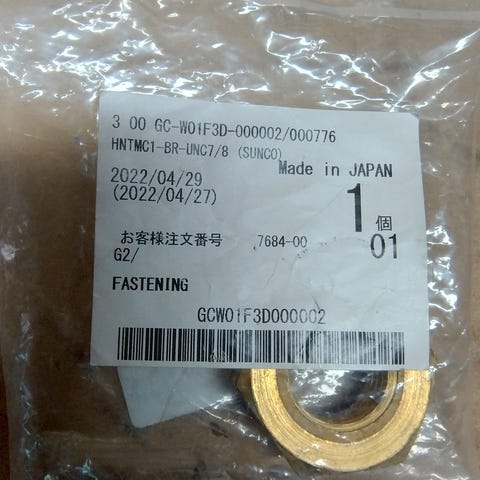 3 00 GC-W01F3D-000002/000776
HNTMC1-BR-UNC7/8 (SUNCO)
Made in JAPAN
2022/04/29
(2022/04/27)
1個
お客様注文番号 7684-00 01
G2/
FASTENING
GCW01F3D000002